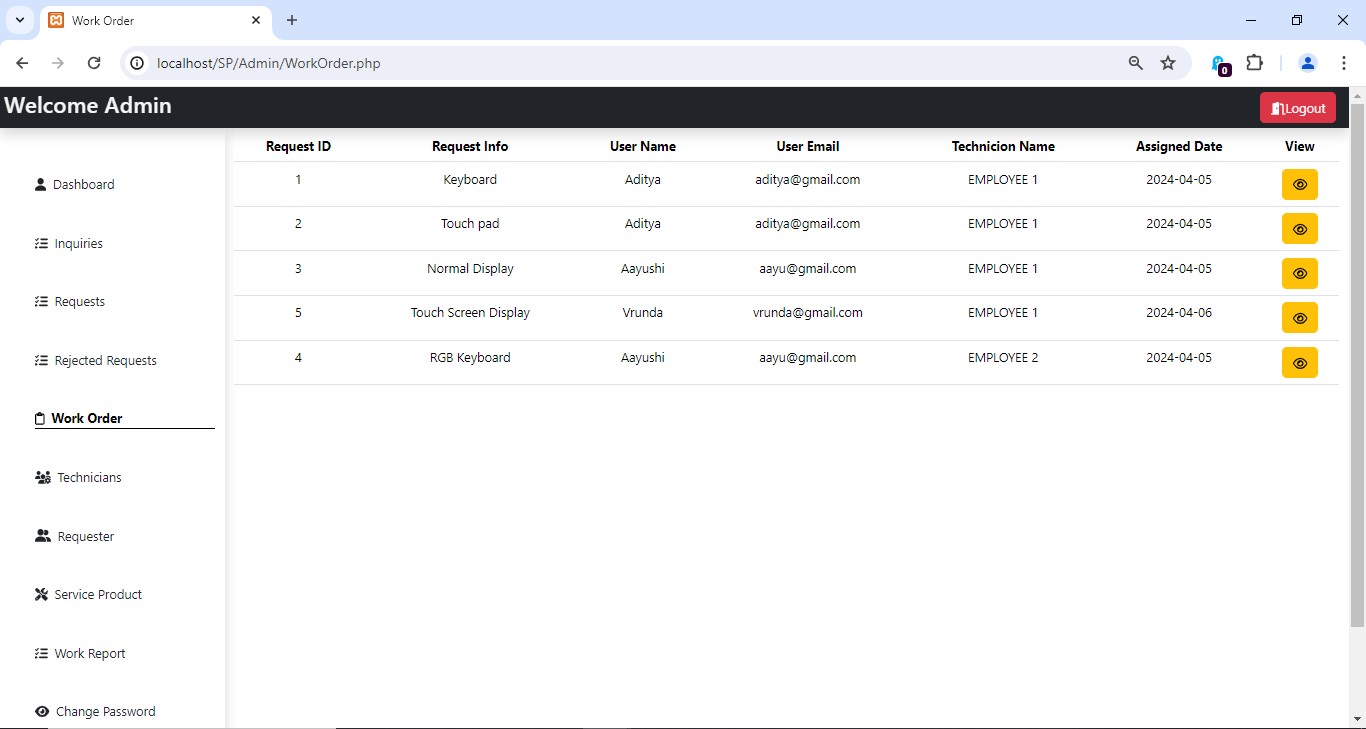 Work Order
localhost/SP/Admin/WorkOrder.php
0
Welcome Admin
Logout
Dashboard
Inquiries
Requests
Rejected Requests
Work Order
Technicians
Requester
Service Product
Work Report
Change Password
Request ID Request Info User Name User Email Technicion Name Assigned Date View
1 Keyboard Aditya aditya@gmail.com EMPLOYEE 1 2024-04-05
2 Touch pad Aditya aditya@gmail.com EMPLOYEE 1 2024-04-05
3 Normal Display Aayushi aayu@gmail.com EMPLOYEE 1 2024-04-05
5 Touch Screen Display Vrunda vrunda@gmail.com EMPLOYEE 1 2024-04-06
4 RGB Keyboard Aayushi aayu@gmail.com EMPLOYEE 2 2024-04-05